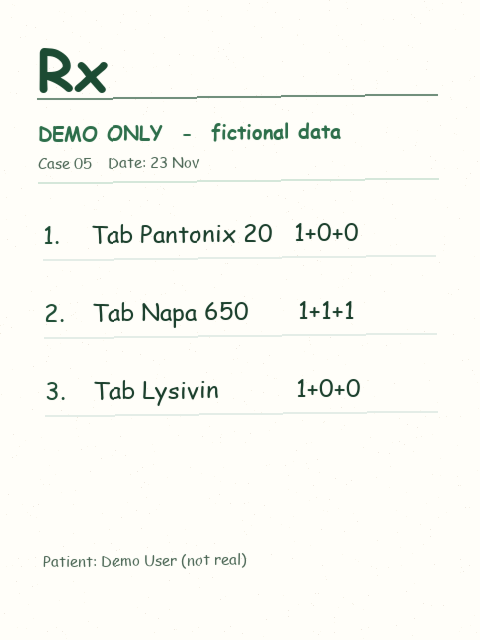 Rx
DEMO ONLY - fictional data
Case 05 Date: 23 Nov
1. Tab Pantonix 20 1+0+0
2. Tab Napa 650 1+1+1
3. Tab Lysivin 1+0+0
Patient: Demo User (not real)